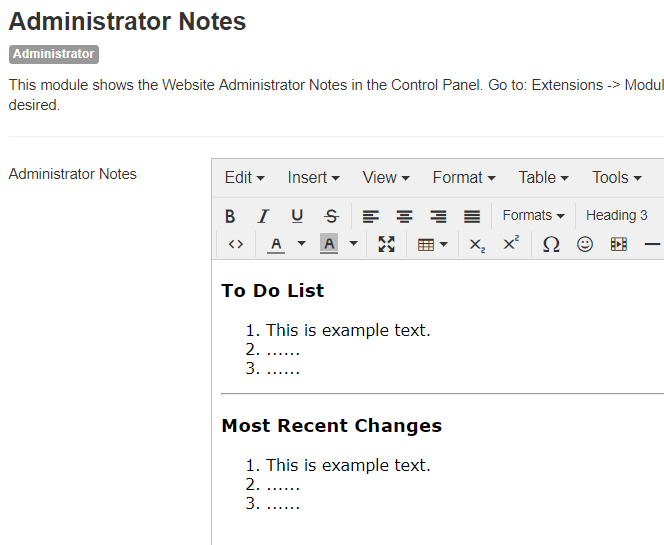 Administrator Notes
Administrator
This module shows the Website Administrator Notes in the Control Panel. Go to: Extensions -> Modul
desired.
Administrator Notes
Edit Insert View Format Table Tools
B I U S Formats Heading 3
<> A A X₂ X² Ω
To Do List
1. This is example text.
2. ......
3. ......
Most Recent Changes
1. This is example text.
2. ......
3. ......